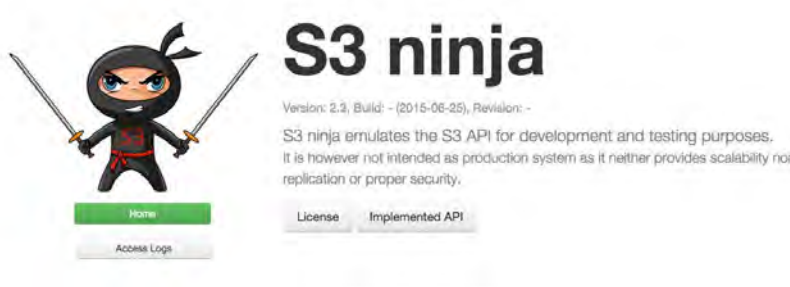 S3 ninja
Version: 2.3, Build: - (2015-06-25), Revision: -
S3 ninja emulates the S3 API for development and testing purposes.
It is however not intended as production system as it neither provides scalability nor
replication or proper security.
S3
Home
License Implemented API
Access Logs